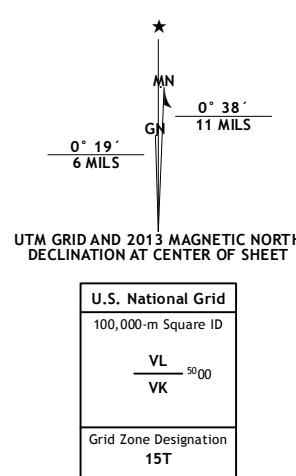 ★
MN
0° 38´
11 MILS
GN
0° 19´
6 MILS
UTM GRID AND 2013 MAGNETIC NORTH
DECLINATION AT CENTER OF SHEET
U.S. National Grid
100,000-m Square ID
VL
5000
VK
Grid Zone Designation
15T